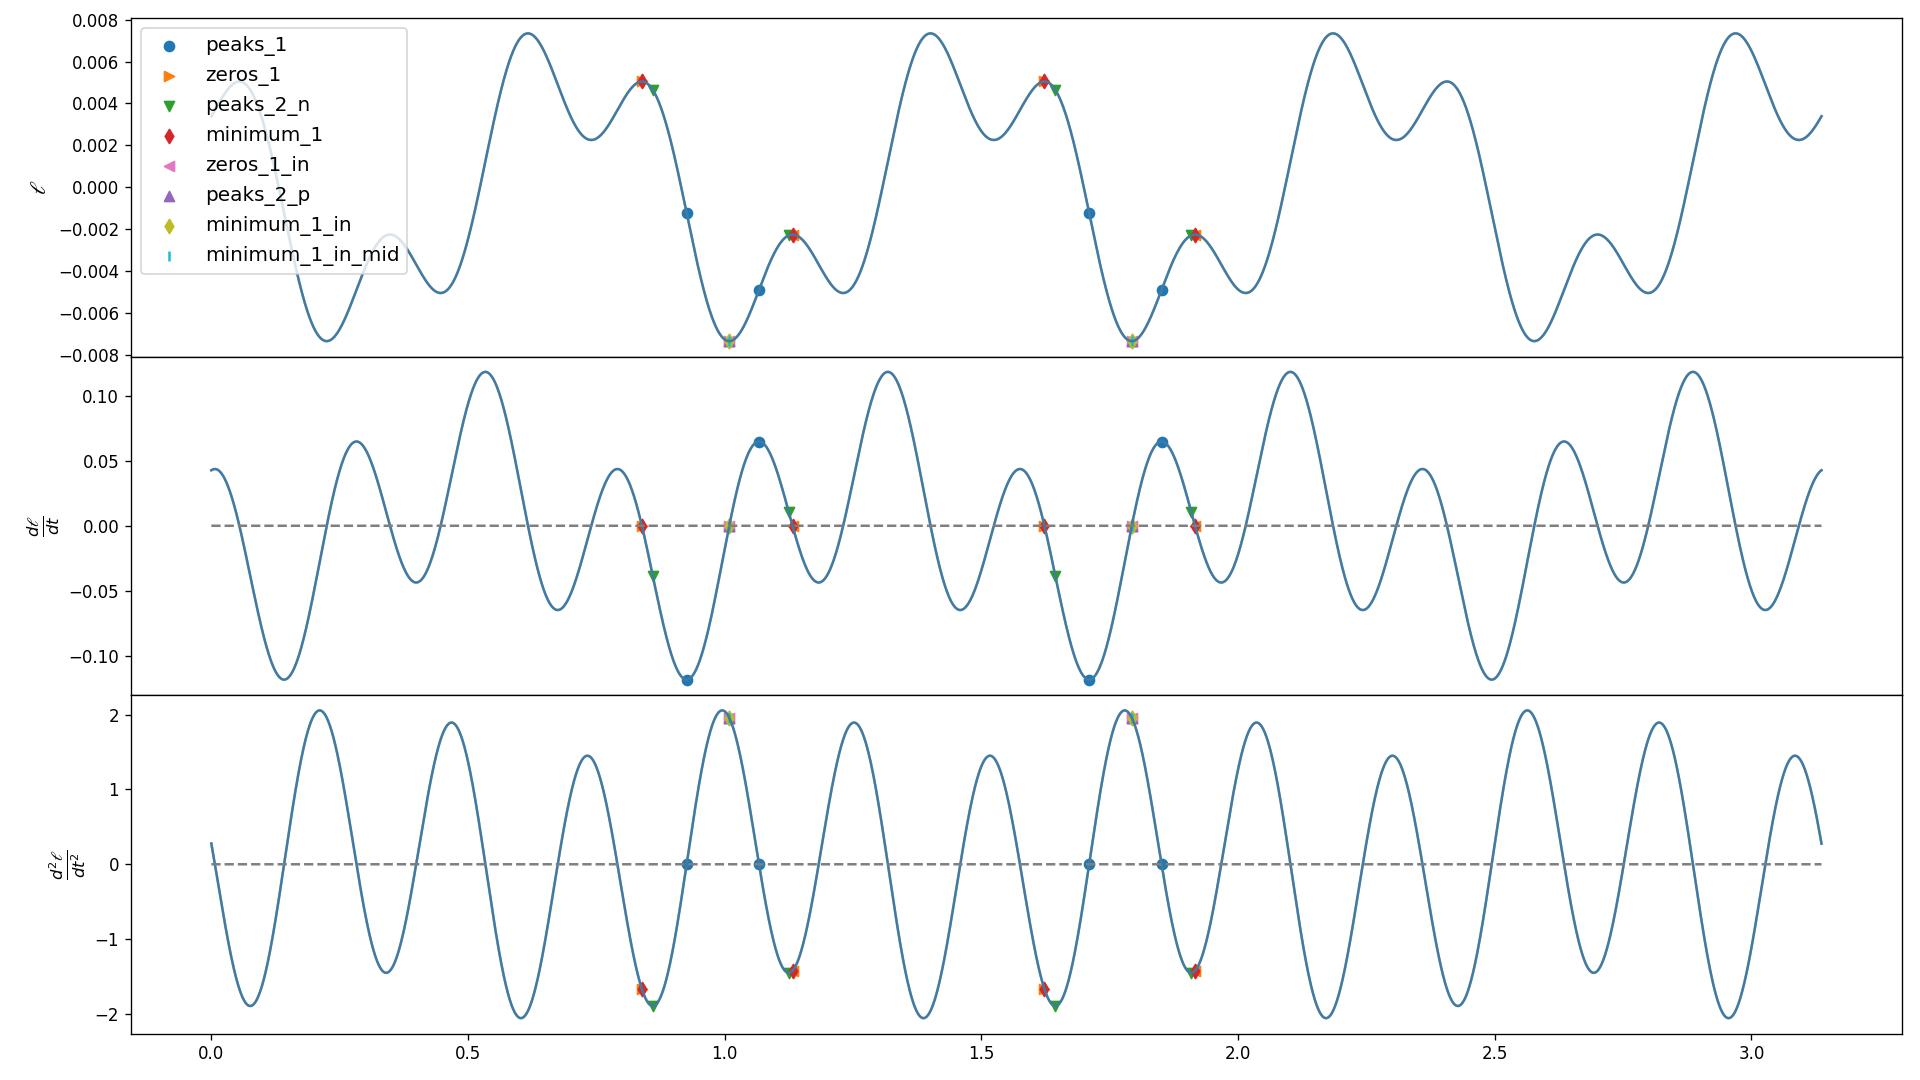 0.008
0.006
0.004
0.002
0.000
−0.002
−0.004
−0.006
−0.008
ℓ
peaks_1
zeros_1
peaks_2_n
minimum_1
zeros_1_in
peaks_2_p
minimum_1_in
minimum_1_in_mid
0.10
0.05
0.00
−0.05
−0.10
dℓ
dt
2
1
0
−1
−2
d²ℓ
dt²
0.0 0.5 1.0 1.5 2.0 2.5 3.0